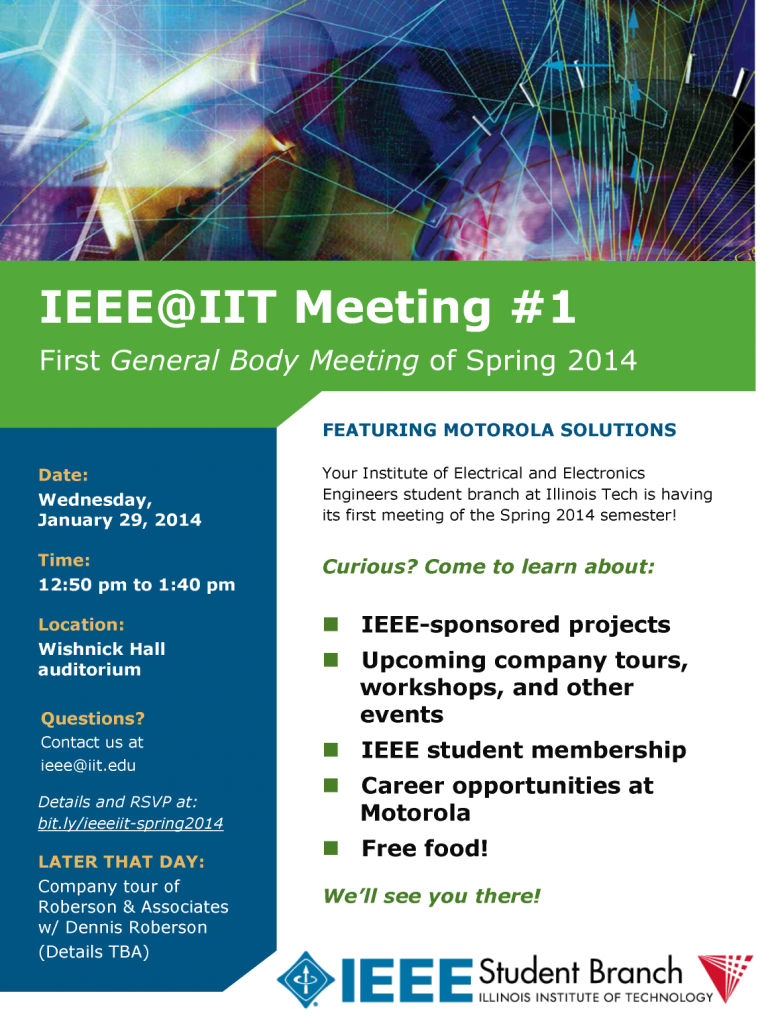 IEEE@IIT Meeting #1
First General Body Meeting of Spring 2014
Date:
Wednesday,
January 29, 2014
Time:
12:50 pm to 1:40 pm
Location:
Wishnick Hall
auditorium
Questions?
Contact us at
ieee@iit.edu
Details and RSVP at:
bit.ly/ieeeiit-spring2014
LATER THAT DAY:
Company tour of
Roberson & Associates
w/ Dennis Roberson
(Details TBA)
FEATURING MOTOROLA SOLUTIONS
Your Institute of Electrical and Electronics
Engineers student branch at Illinois Tech is having
its first meeting of the Spring 2014 semester!
Curious? Come to learn about:
IEEE-sponsored projects
Upcoming company tours,
workshops, and other
events
IEEE student membership
Career opportunities at
Motorola
Free food!
We’ll see you there!
IEEE Student Branch
ILLINOIS INSTITUTE OF TECHNOLOGY